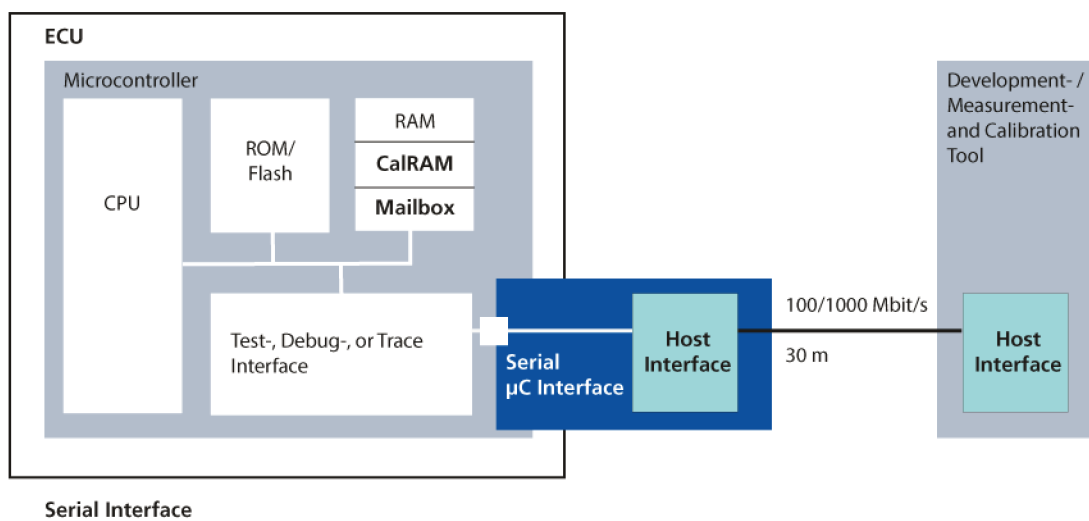 ECU
Microcontroller
CPU
ROM/
Flash
RAM
CalRAM
Mailbox
Test-, Debug-, or Trace
Interface
Serial
µC Interface
Host
Interface
100/1000 Mbit/s
30 m
Development- /
Measurement-
and Calibration
Tool
Host
Interface
Serial Interface